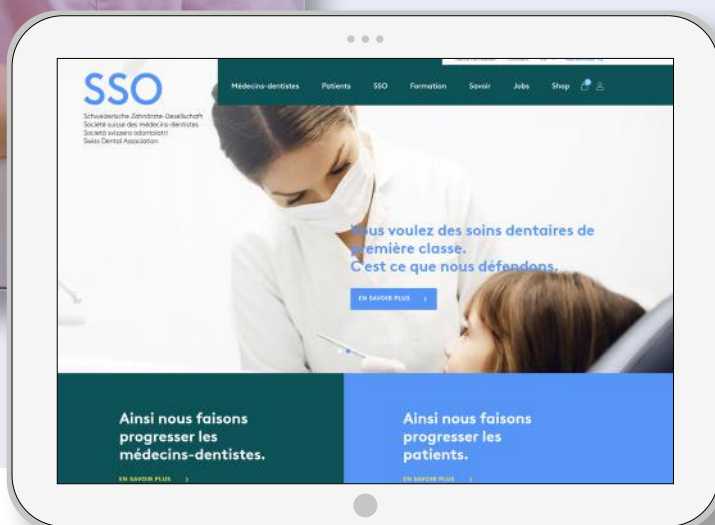 SSO
Schweizerische Zahnärzte-Gesellschaft
Société suisse des médecins-dentistes
Società svizzera odontoiatri
Swiss Dental Association
Médecins-dentistes Patients SSO Formation Savoir Jobs Shop
Vous voulez des soins dentaires de
première classe.
C'est ce que nous défendons.
EN SAVOIR PLUS
Ainsi nous faisons
progresser les
médecins-dentistes.
EN SAVOIR PLUS
Ainsi nous faisons
progresser les
patients.
EN SAVOIR PLUS